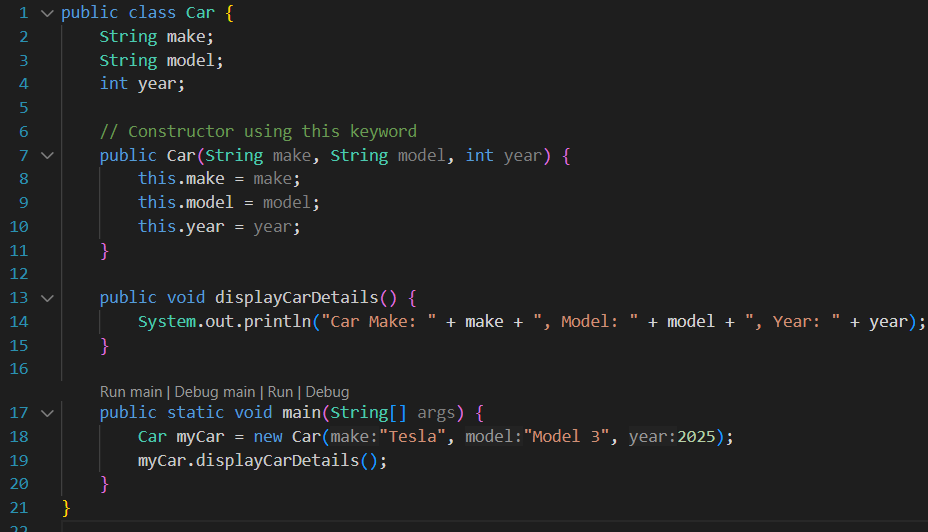 1 public class Car {
2     String make;
3     String model;
4     int year;
5
6     // Constructor using this keyword
7     public Car(String make, String model, int year) {
8         this.make = make;
9         this.model = model;
10         this.year = year;
11     }
12
13     public void displayCarDetails() {
14         System.out.println("Car Make: " + make + ", Model: " + model + ", Year: " + year);
15     }
16
Run main | Debug main | Run | Debug
17     public static void main(String[] args) {
18         Car myCar = new Car(make:"Tesla", model:"Model 3", year:2025);
19         myCar.displayCarDetails();
20     }
21 }
22